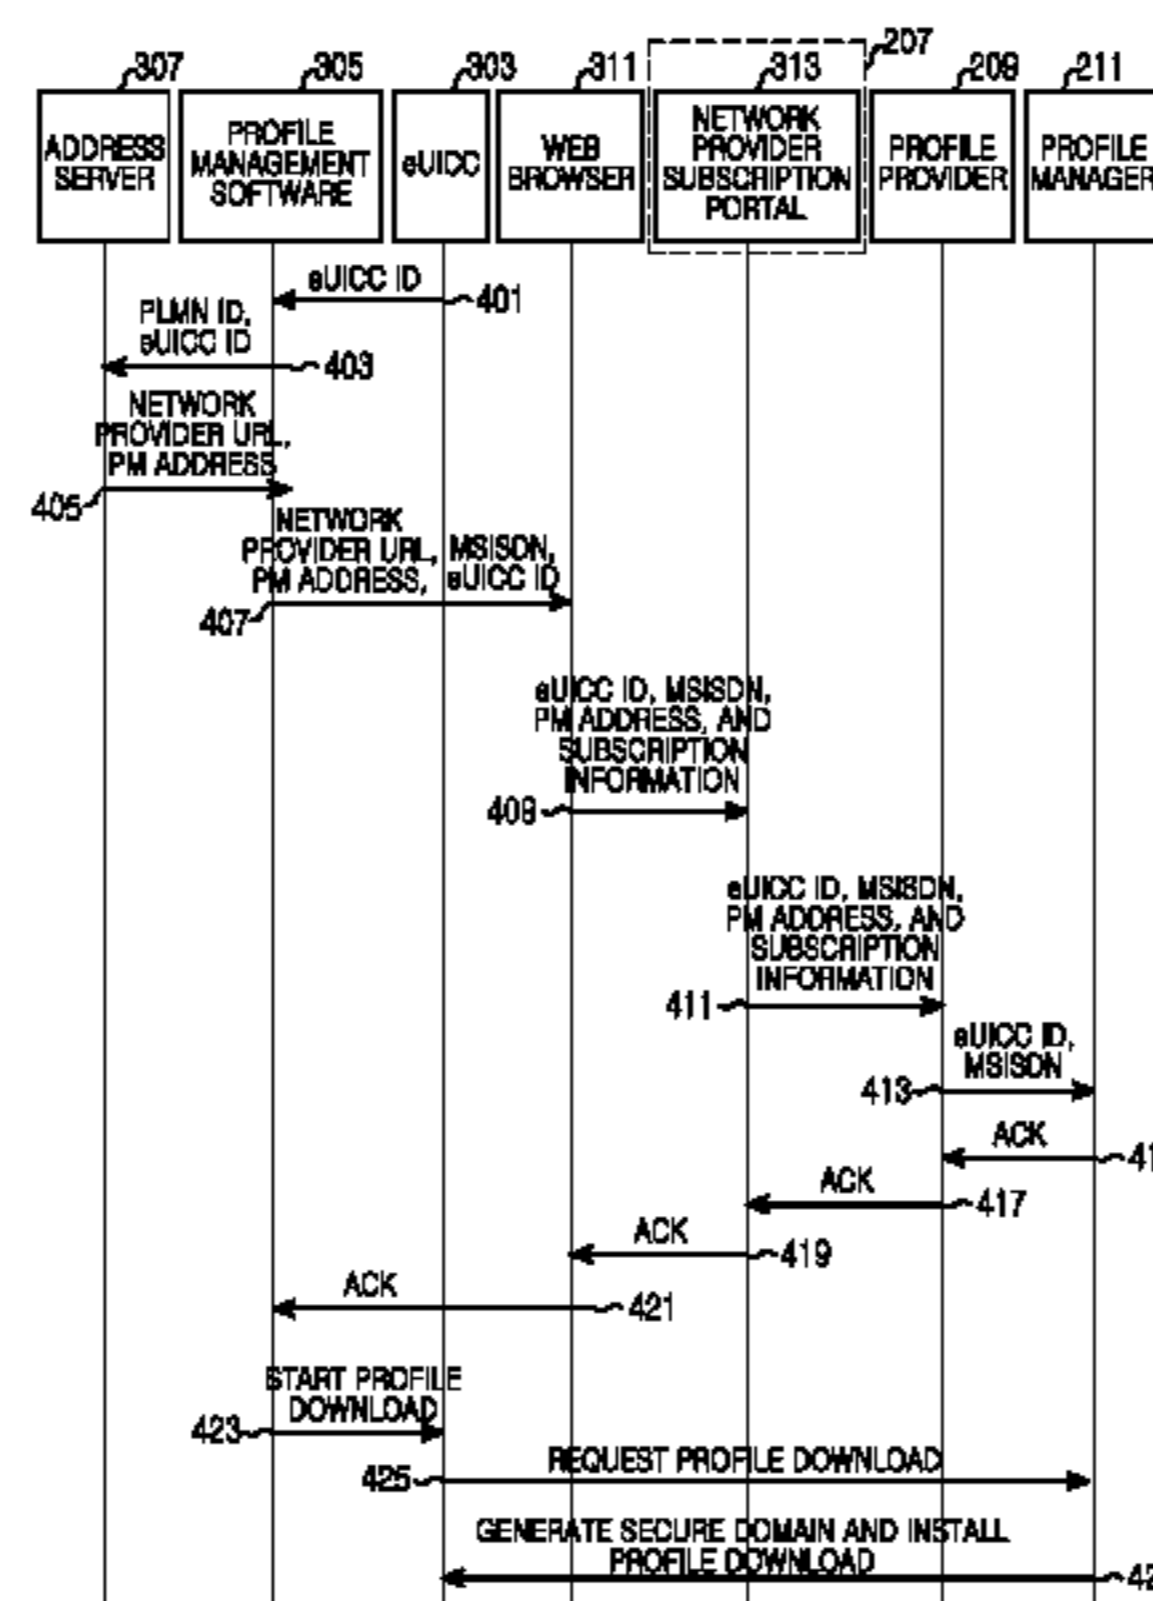 207
307
305
303
311
313
209
211
ADDRESS
SERVER
PROFILE
MANAGEMENT
SOFTWARE
eUICC
WEB
BROWSER
NETWORK
PROVIDER
SUBSCRIPTION
PORTAL
PROFILE
PROVIDER
PROFILE
MANAGER
eUICC ID
401
PLMN ID,
eUICC ID
403
NETWORK
PROVIDER URL,
PM ADDRESS
405
NETWORK
PROVIDER URL, MSISDN,
PM ADDRESS, eUICC ID
407
eUICC ID, MSISDN,
PM ADDRESS, AND
SUBSCRIPTION
INFORMATION
409
eUICC ID, MSISDN,
PM ADDRESS, AND
SUBSCRIPTION
INFORMATION
411
eUICC ID,
MSISDN
413
ACK
ACK
417
ACK
419
ACK
421
START PROFILE
DOWNLOAD
423
REQUEST PROFILE DOWNLOAD
425
GENERATE SECURE DOMAIN AND INSTALL
PROFILE DOWNLOAD